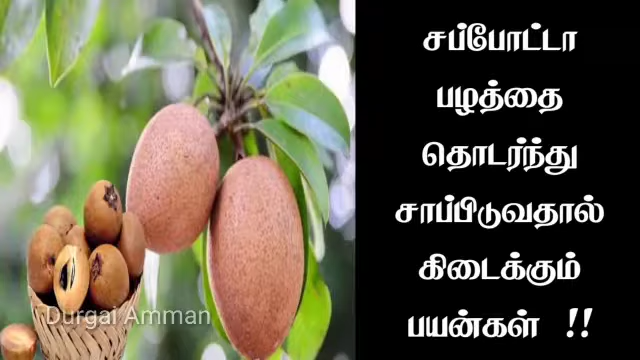 சப்போட்டா
பழத்தை
தொடர்ந்து
சாப்பிடுவதால்
கிடைக்கும்
பயன்கள் !!
Durgai Amman